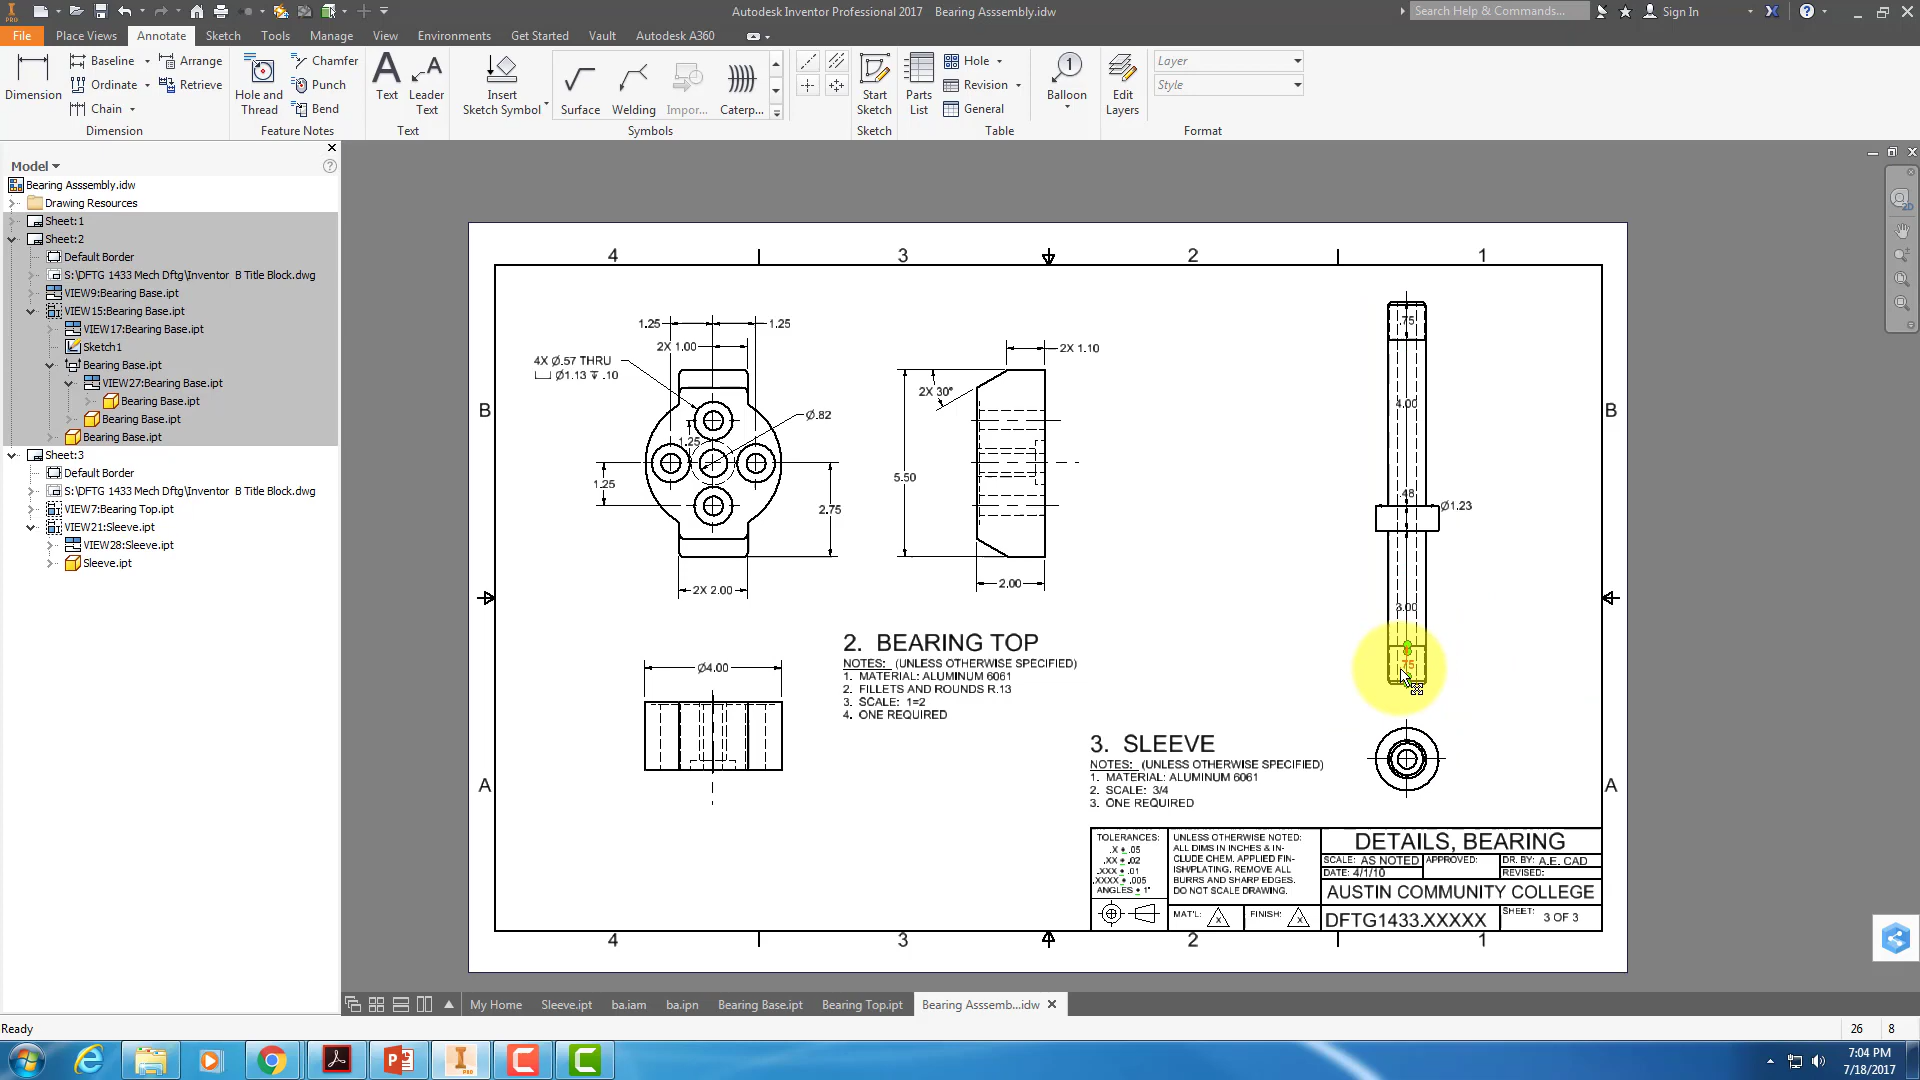 Autodesk Inventor Professional 2017 Bearing Asssembly.idw
Search Help & Commands...
Sign In
File Place Views Annotate Sketch Tools Manage View Environments Get Started Vault Autodesk A360
PRO
Dimension
Baseline
Ordinate
Chain
Arrange
Retrieve
Dimension
Hole and
Thread
Chamfer
Punch
Bend
Feature Notes
Text
Leader
Text
Text
Insert
Sketch Symbol
Surface
Welding
Impor...
Caterp...
Symbols
Start
Sketch
Sketch
Parts
List
Hole
Revision
General
Table
Balloon
Edit
Layers
Layer
Style
Format
Model
Bearing Asssembly.idw
Drawing Resources
Sheet:1
Sheet:2
Default Border
S:\DFTG 1433 Mech Dftg\Inventor B Title Block.dwg
VIEW9:Bearing Base.ipt
VIEW15:Bearing Base.ipt
VIEW17:Bearing Base.ipt
Sketch1
Bearing Base.ipt
VIEW27:Bearing Base.ipt
Bearing Base.ipt
Bearing Base.ipt
Bearing Base.ipt
Sheet:3
Default Border
S:\DFTG 1433 Mech Dftg\Inventor B Title Block.dwg
VIEW7:Bearing Top.ipt
VIEW21:Sleeve.ipt
VIEW28:Sleeve.ipt
Sleeve.ipt
4 3 2 1
B B
A A
4 3 2 1
1.25 1.25
2X 1.00
4X Ø.57 THRU
⌴ Ø1.13 ↧ .10
Ø.82
1.25
1.25
2.75
2X 2.00
2X 1.10
2X 30°
5.50
2.00
Ø4.00
.75
4.00
.48
Ø1.23
3.00
.75
2. BEARING TOP
NOTES: (UNLESS OTHERWISE SPECIFIED)
1. MATERIAL: ALUMINUM 6061
2. FILLETS AND ROUNDS R.13
3. SCALE: 1=2
4. ONE REQUIRED
3. SLEEVE
NOTES: (UNLESS OTHERWISE SPECIFIED)
1. MATERIAL: ALUMINUM 6061
2. SCALE: 3/4
3. ONE REQUIRED
TOLERANCES:
.X ± .05
.XX ± .02
.XXX ± .01
.XXXX ± .005
ANGLES ± 1°
UNLESS OTHERWISE NOTED:
ALL DIMS IN INCHES & IN-
CLUDE CHEM. APPLIED FIN-
ISH/PLATING. REMOVE ALL
BURRS AND SHARP EDGES.
DO NOT SCALE DRAWING.
MAT'L: X
FINISH: X
DETAILS, BEARING
SCALE: AS NOTED APPROVED: DR. BY: A.E. CAD
DATE: 4/1/10 REVISED:
AUSTIN COMMUNITY COLLEGE
DFTG1433.XXXXX SHEET: 3 OF 3
My Home Sleeve.ipt ba.iam ba.ipn Bearing Base.ipt Bearing Top.ipt Bearing Asssemb...idw
Ready
26 8
7:04 PM
7/18/2017